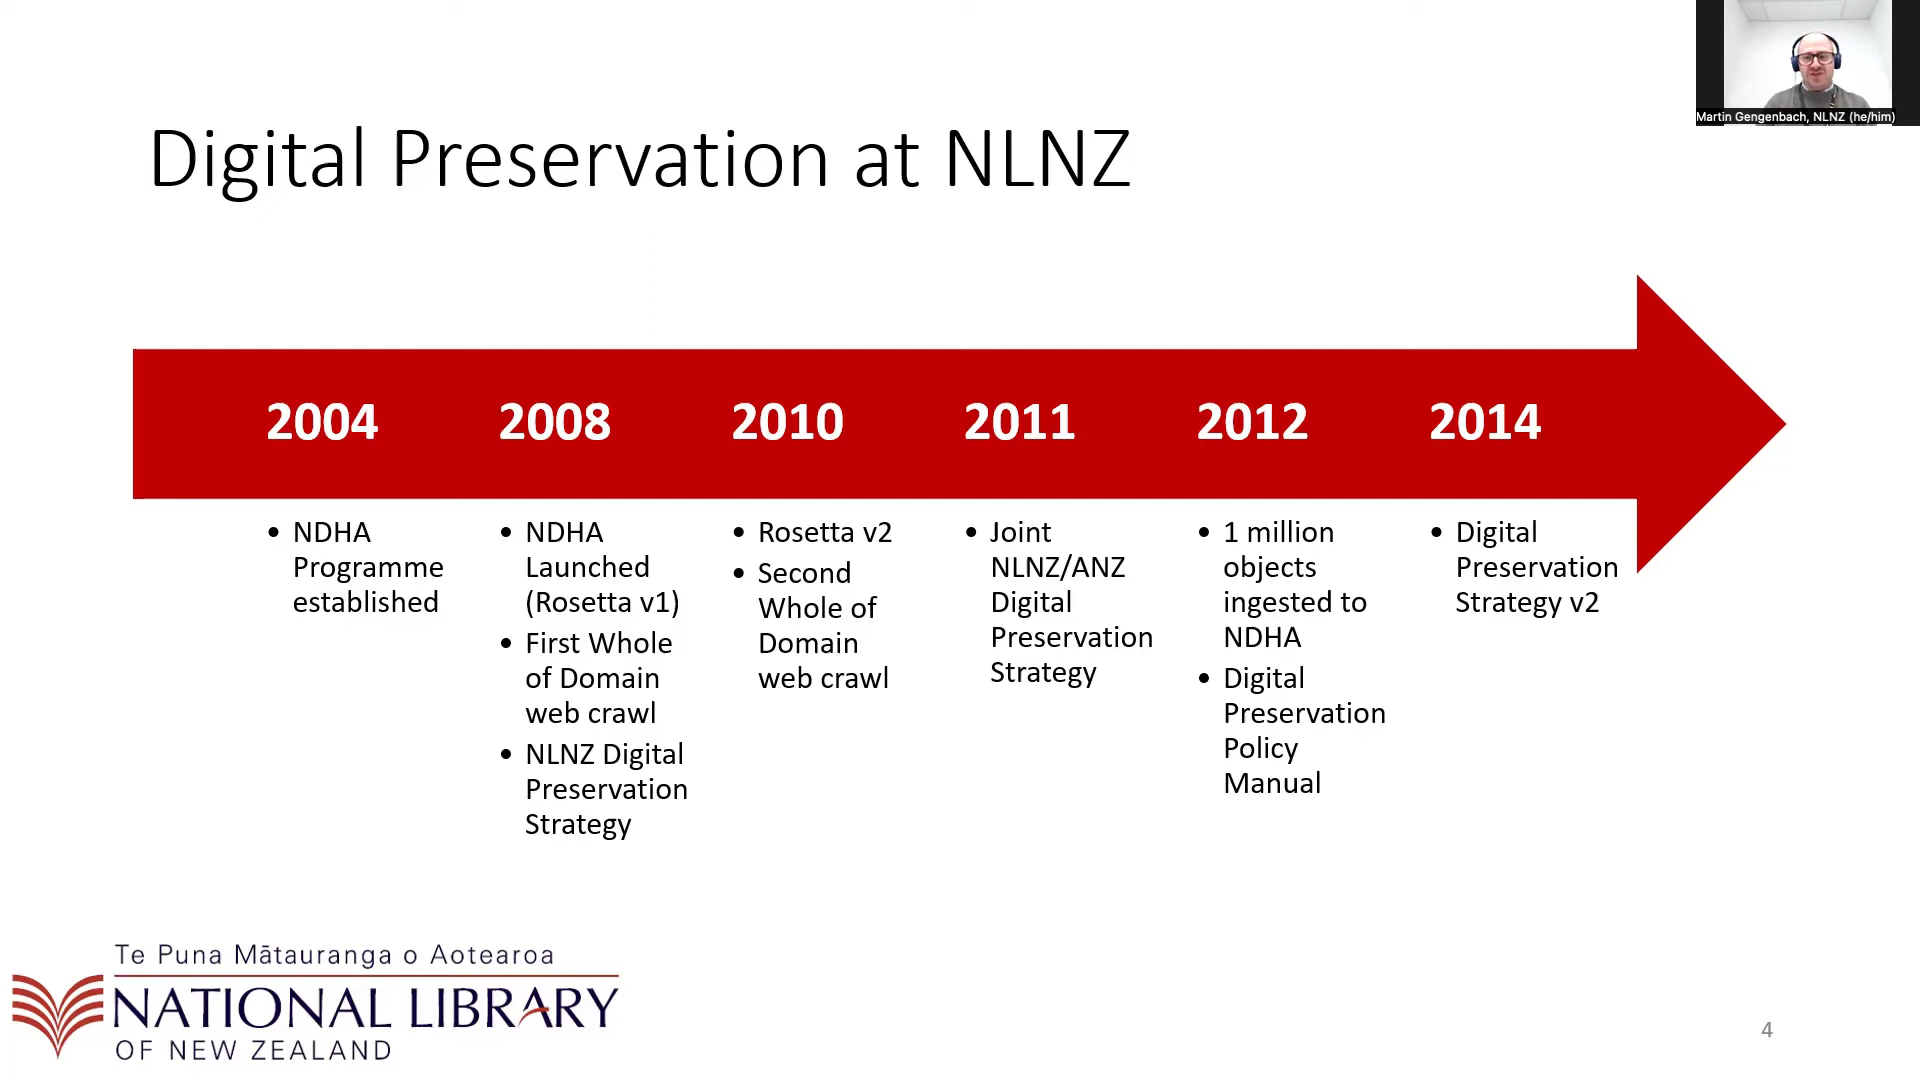 Martin Gengenbach, NLNZ (he/him)
Digital Preservation at NLNZ
2004
2008
2010
2011
2012
2014
• NDHA
Programme
established
• NDHA
Launched
(Rosetta v1)
• First Whole
of Domain
web crawl
• NLNZ Digital
Preservation
Strategy
• Rosetta v2
• Second
Whole of
Domain
web crawl
• Joint
NLNZ/ANZ
Digital
Preservation
Strategy
• 1 million
objects
ingested to
NDHA
• Digital
Preservation
Policy
Manual
• Digital
Preservation
Strategy v2
Te Puna Mātauranga o Aotearoa
NATIONAL LIBRARY
OF NEW ZEALAND
4